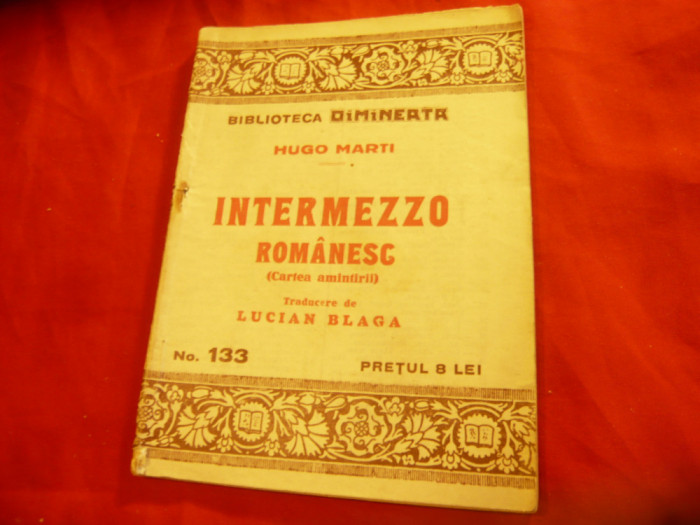 BIBLIOTECA DIMINEAȚA
HUGO MARTI
INTERMEZZO
ROMÂNESC
(Cartea amintirii)
Traducere de
LUCIAN BLAGA
No. 133
PREȚUL 8 LEI